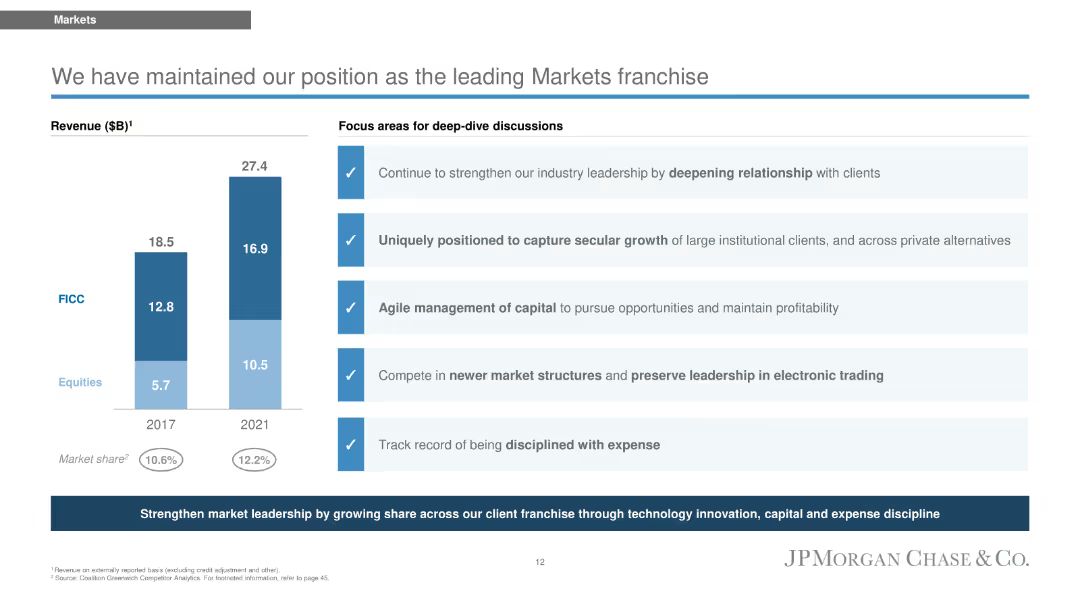 Markets
We have maintained our position as the leading Markets franchise
Revenue ($B)¹
27.4
18.5
16.9
FICC
12.8
10.5
Equities
5.7
2017
2021
Market share²
10.6%
12.2%
Focus areas for deep-dive discussions
✓ Continue to strengthen our industry leadership by deepening relationship with clients
✓ Uniquely positioned to capture secular growth of large institutional clients, and across private alternatives
✓ Agile management of capital to pursue opportunities and maintain profitability
✓ Compete in newer market structures and preserve leadership in electronic trading
✓ Track record of being disciplined with expense
Strengthen market leadership by growing share across our client franchise through technology innovation, capital and expense discipline
¹ Revenue on externally reported basis (excluding credit adjustment and other).
² Source: Coalition Greenwich Competitor Analytics. For footnoted information, refer to page 45.
12
JPMORGAN CHASE & CO.